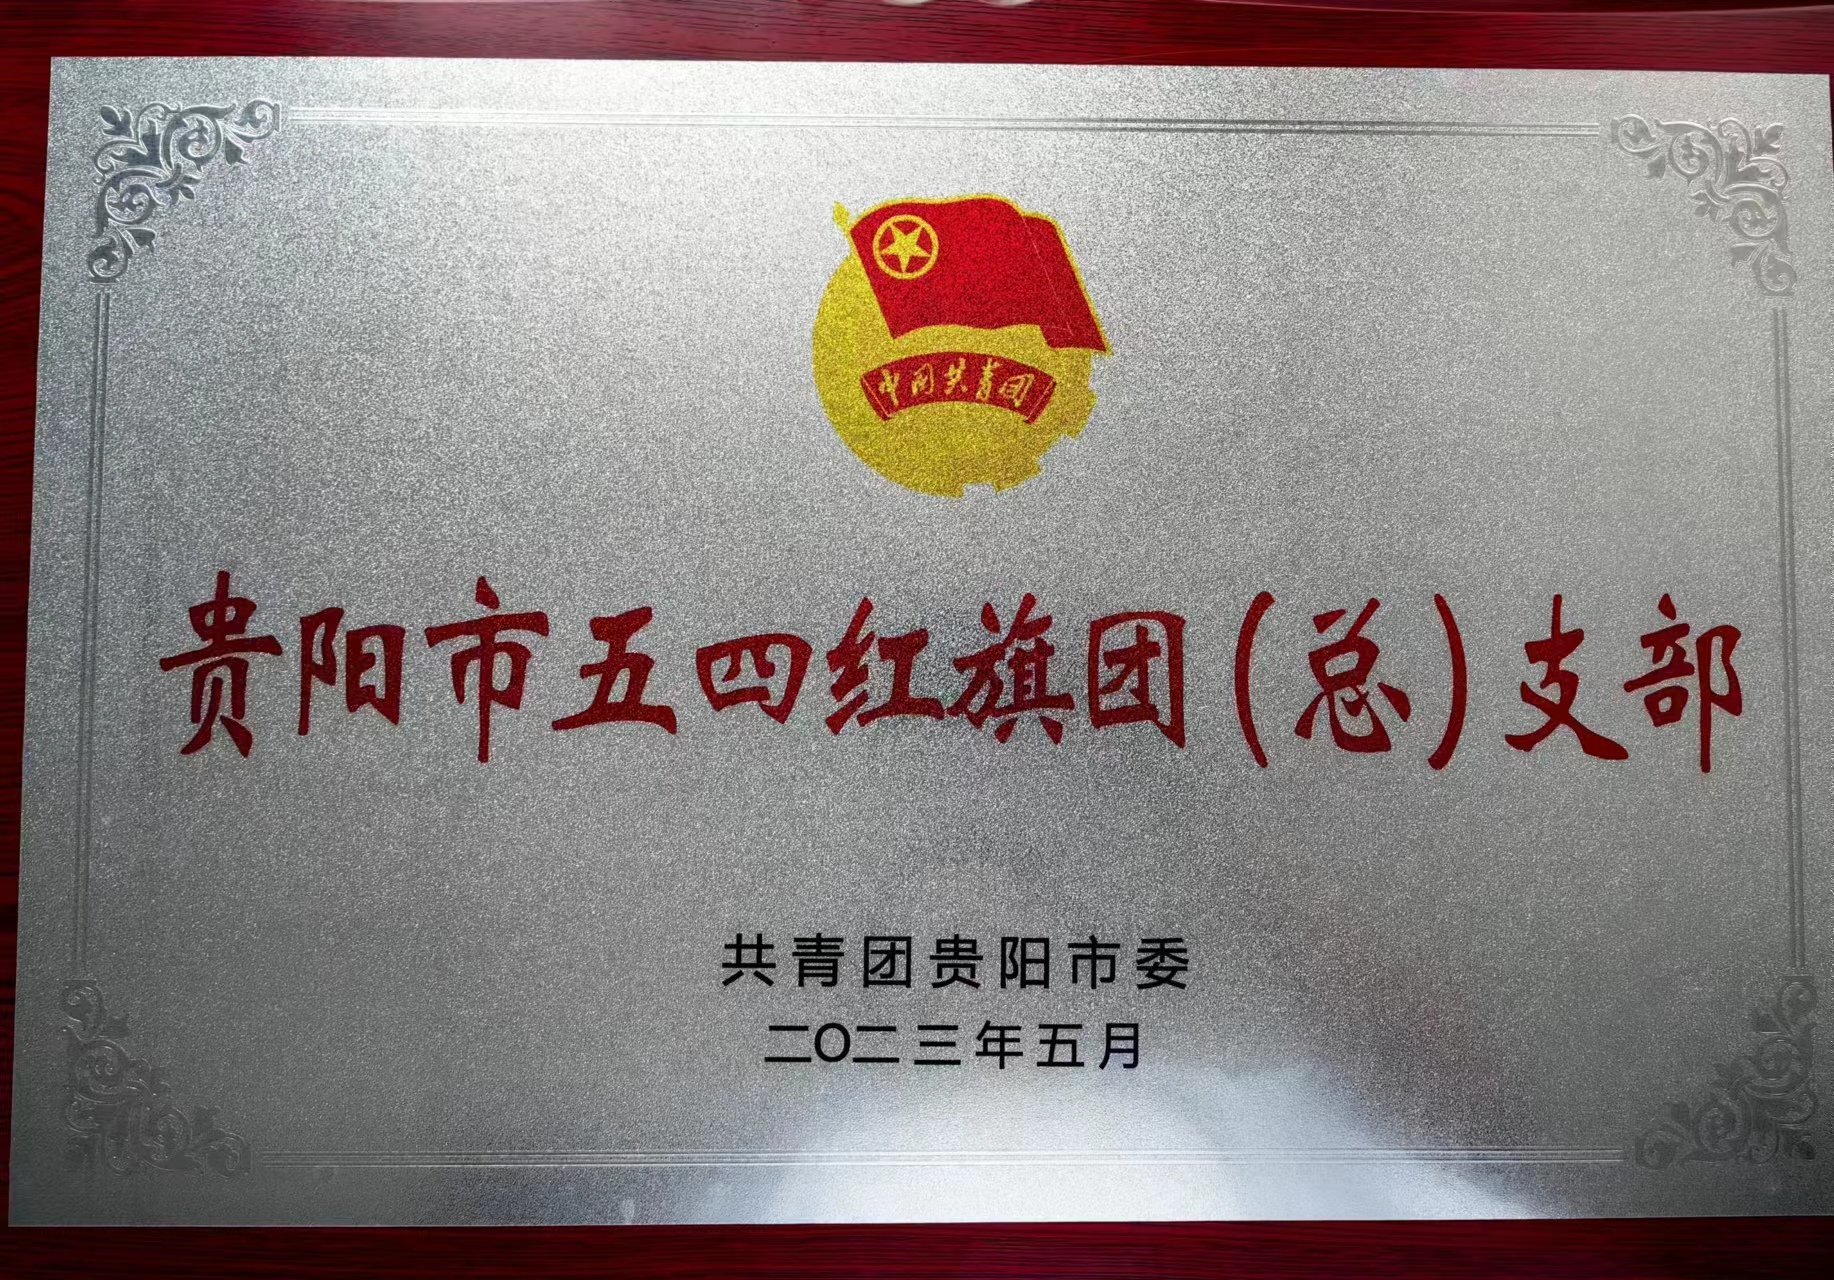 中国共青团
贵阳市五四红旗团(总)支部
共青团贵阳市委
二〇二三年五月